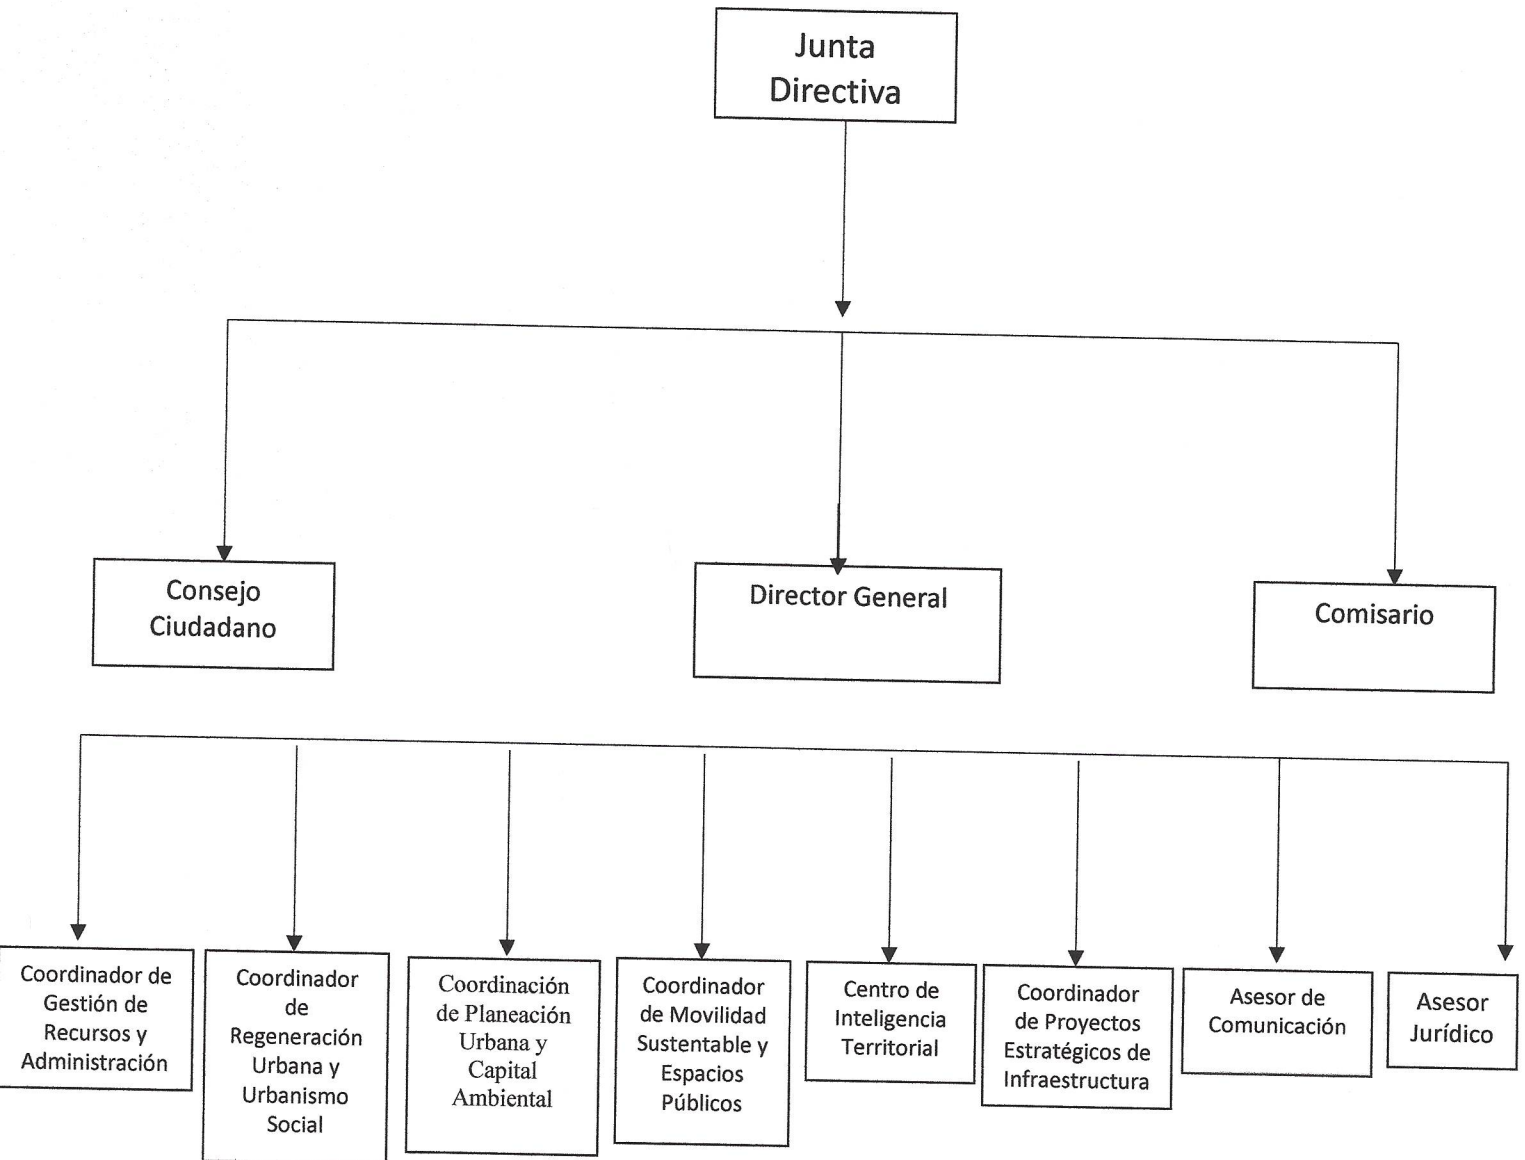 Junta
Directiva
Consejo
Ciudadano
Director General
Comisario
Coordinador de
Gestión de
Recursos y
Administración
Coordinador
de
Regeneración
Urbana y
Urbanismo
Social
Coordinación
de Planeación
Urbana y
Capital
Ambiental
Coordinador
de Movilidad
Sustentable y
Espacios
Públicos
Centro de
Inteligencia
Territorial
Coordinador
de Proyectos
Estratégicos de
Infraestructura
Asesor de
Comunicación
Asesor
Jurídico